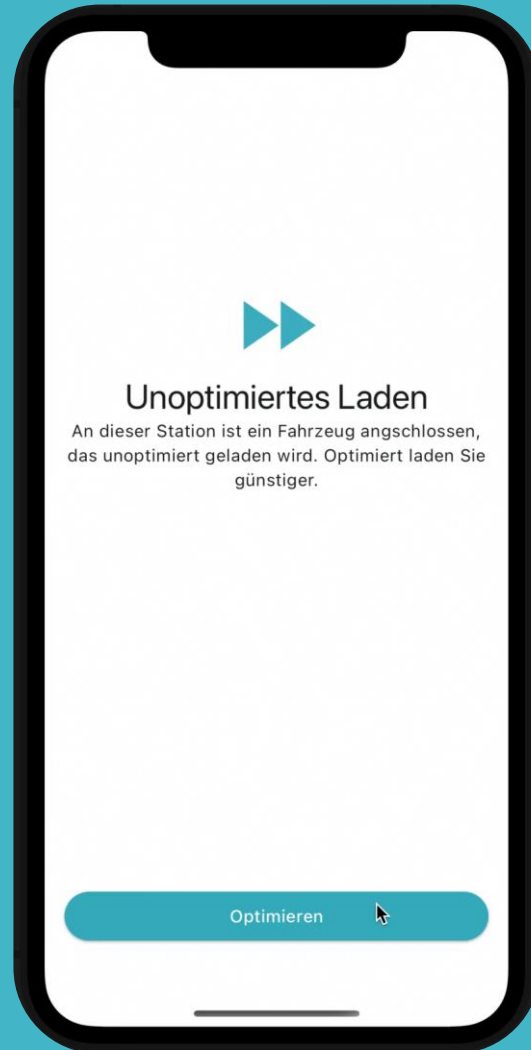 Unoptimiertes Laden
An dieser Station ist ein Fahrzeug angschlossen,
das unoptimiert geladen wird. Optimiert laden Sie
günstiger.
Optimieren